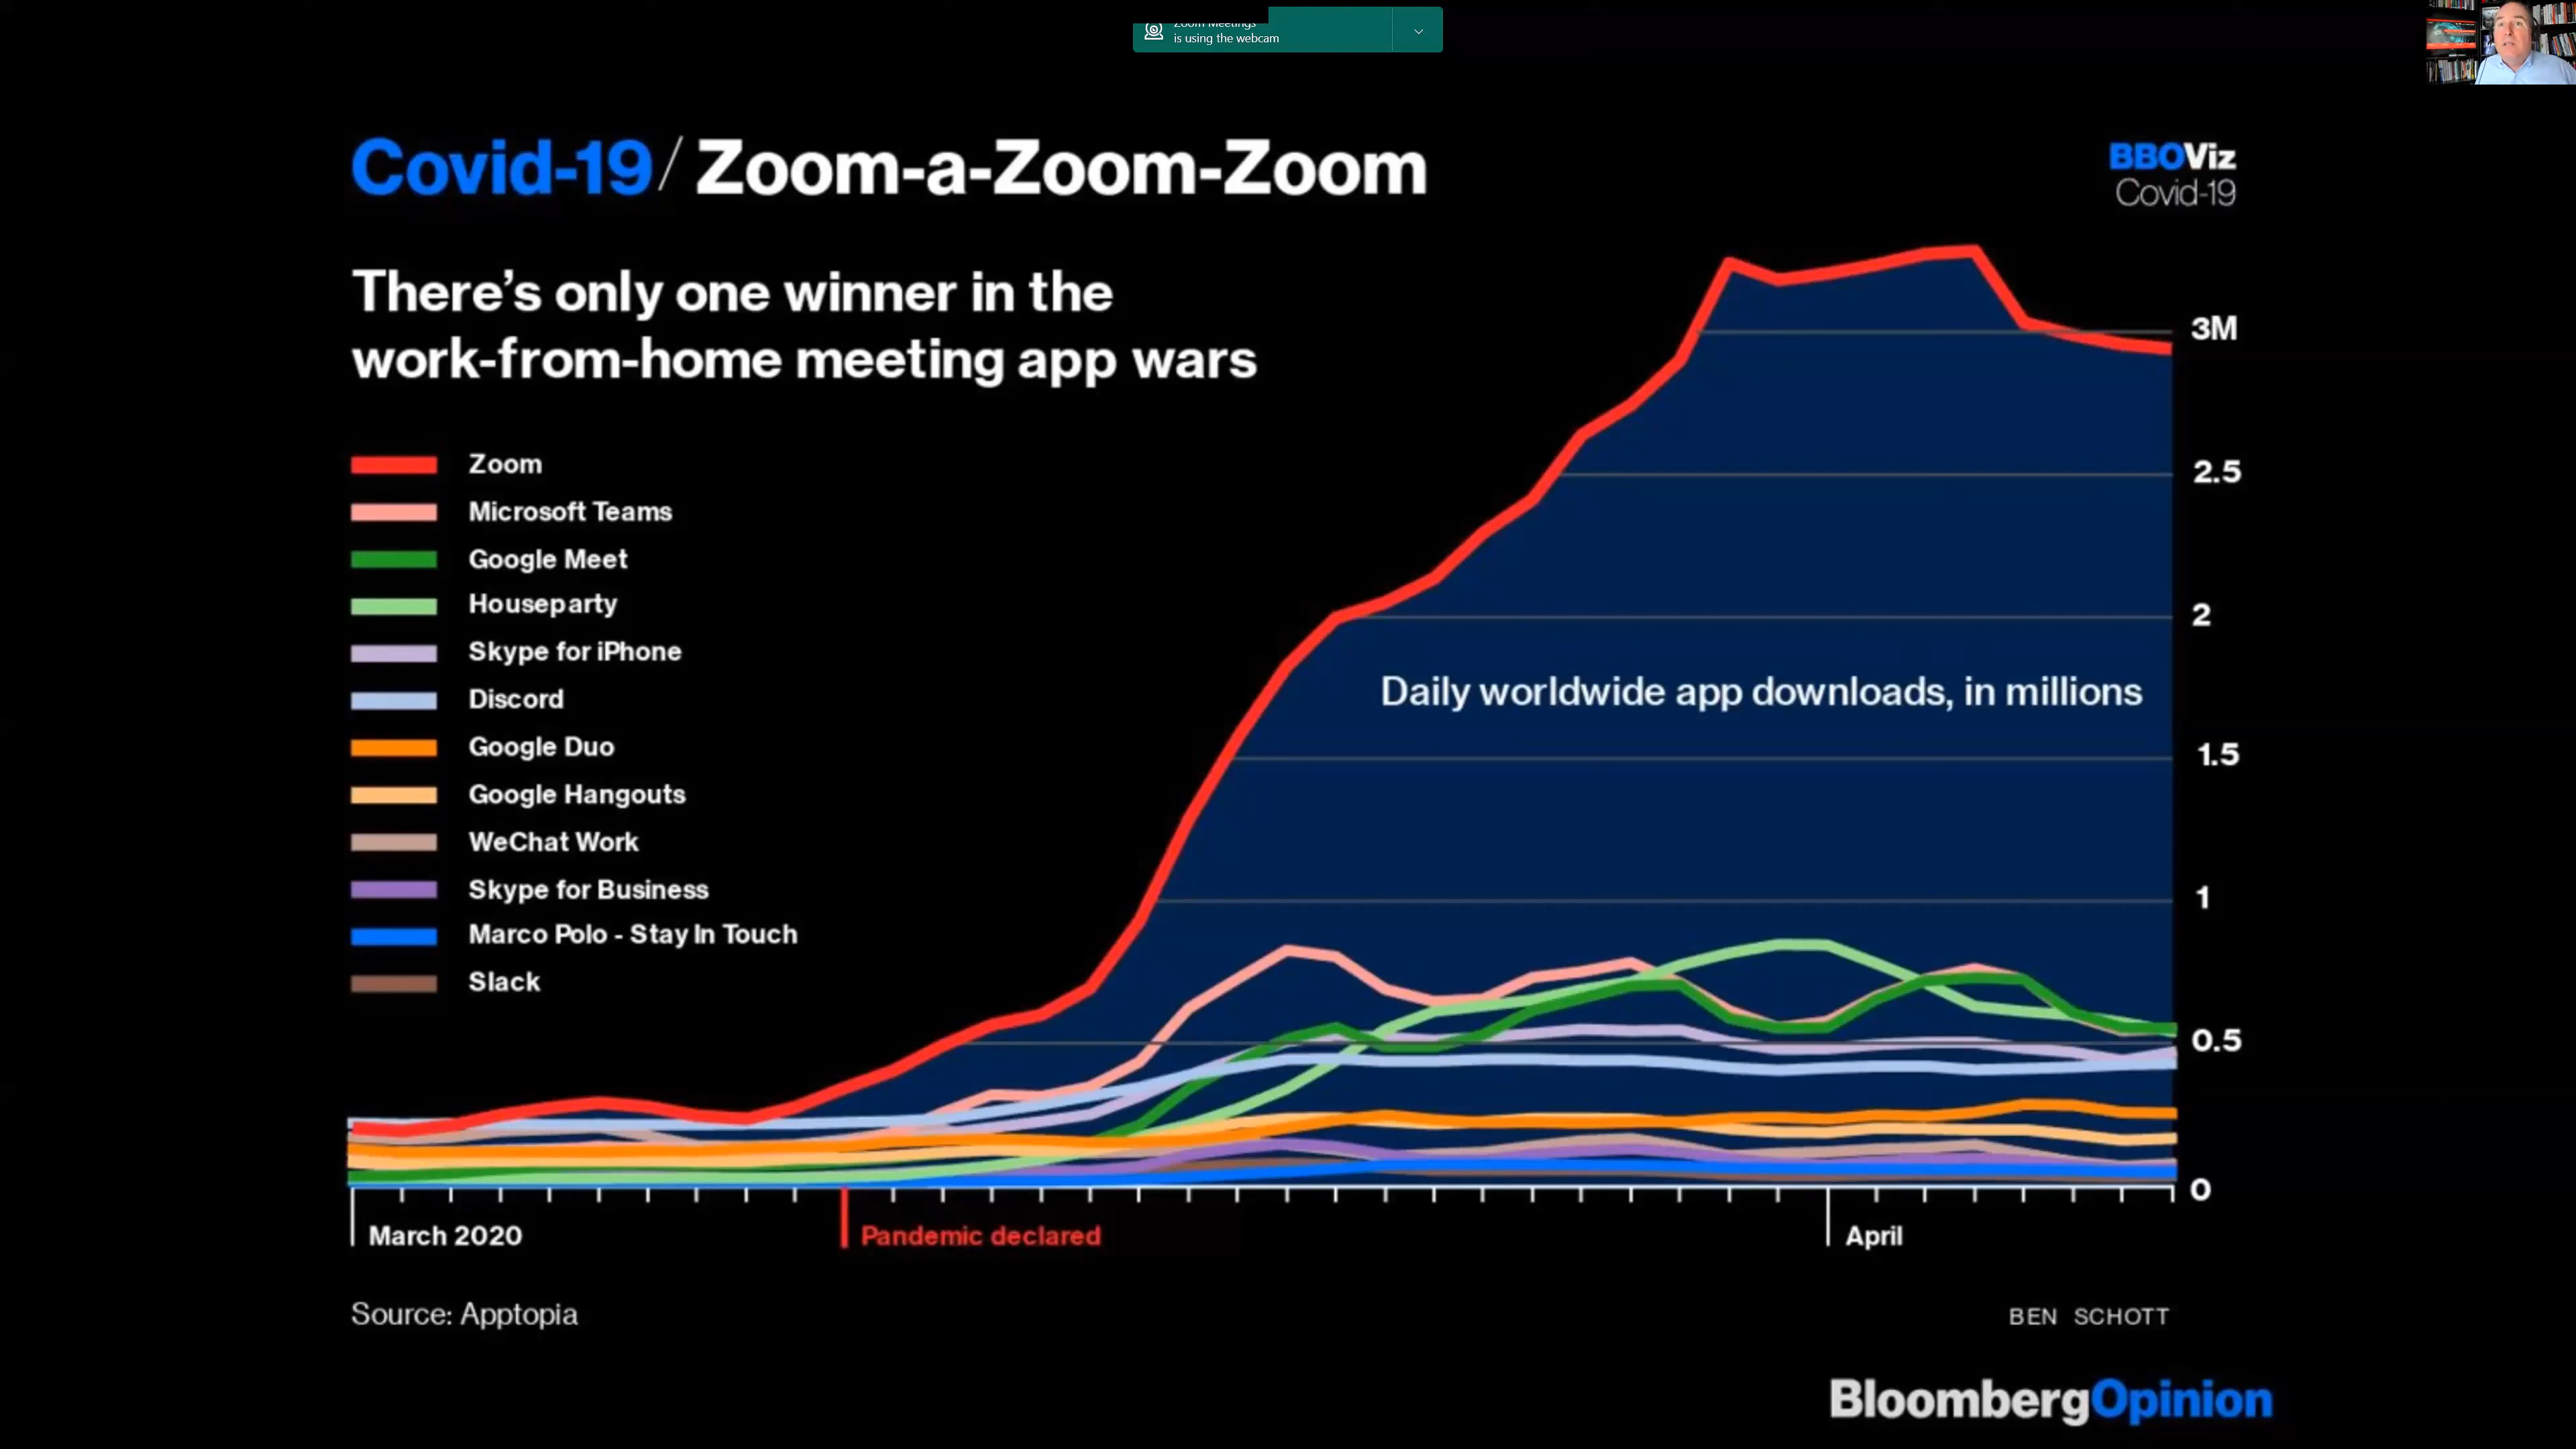 Zoom Meetings
is using the webcam
Covid-19/ Zoom-a-Zoom-Zoom
BBOViz
Covid-19
There's only one winner in the
work-from-home meeting app wars
Zoom
Microsoft Teams
Google Meet
Houseparty
Skype for iPhone
Discord
Google Duo
Google Hangouts
WeChat Work
Skype for Business
Marco Polo - Stay In Touch
Slack
3M
2.5
2
Daily worldwide app downloads, in millions
1.5
1
0.5
0
March 2020
Pandemic declared
April
Source: Apptopia
BEN SCHOTT
BloombergOpinion